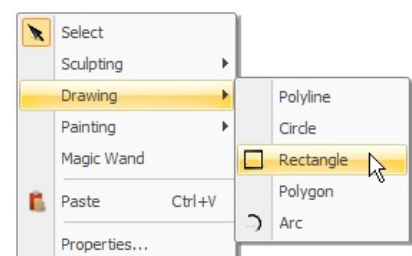 Select
Sculpting
Drawing
Painting
Magic Wand
Paste Ctrl+V
Properties...
Polyline
Circle
Rectangle
Polygon
Arc